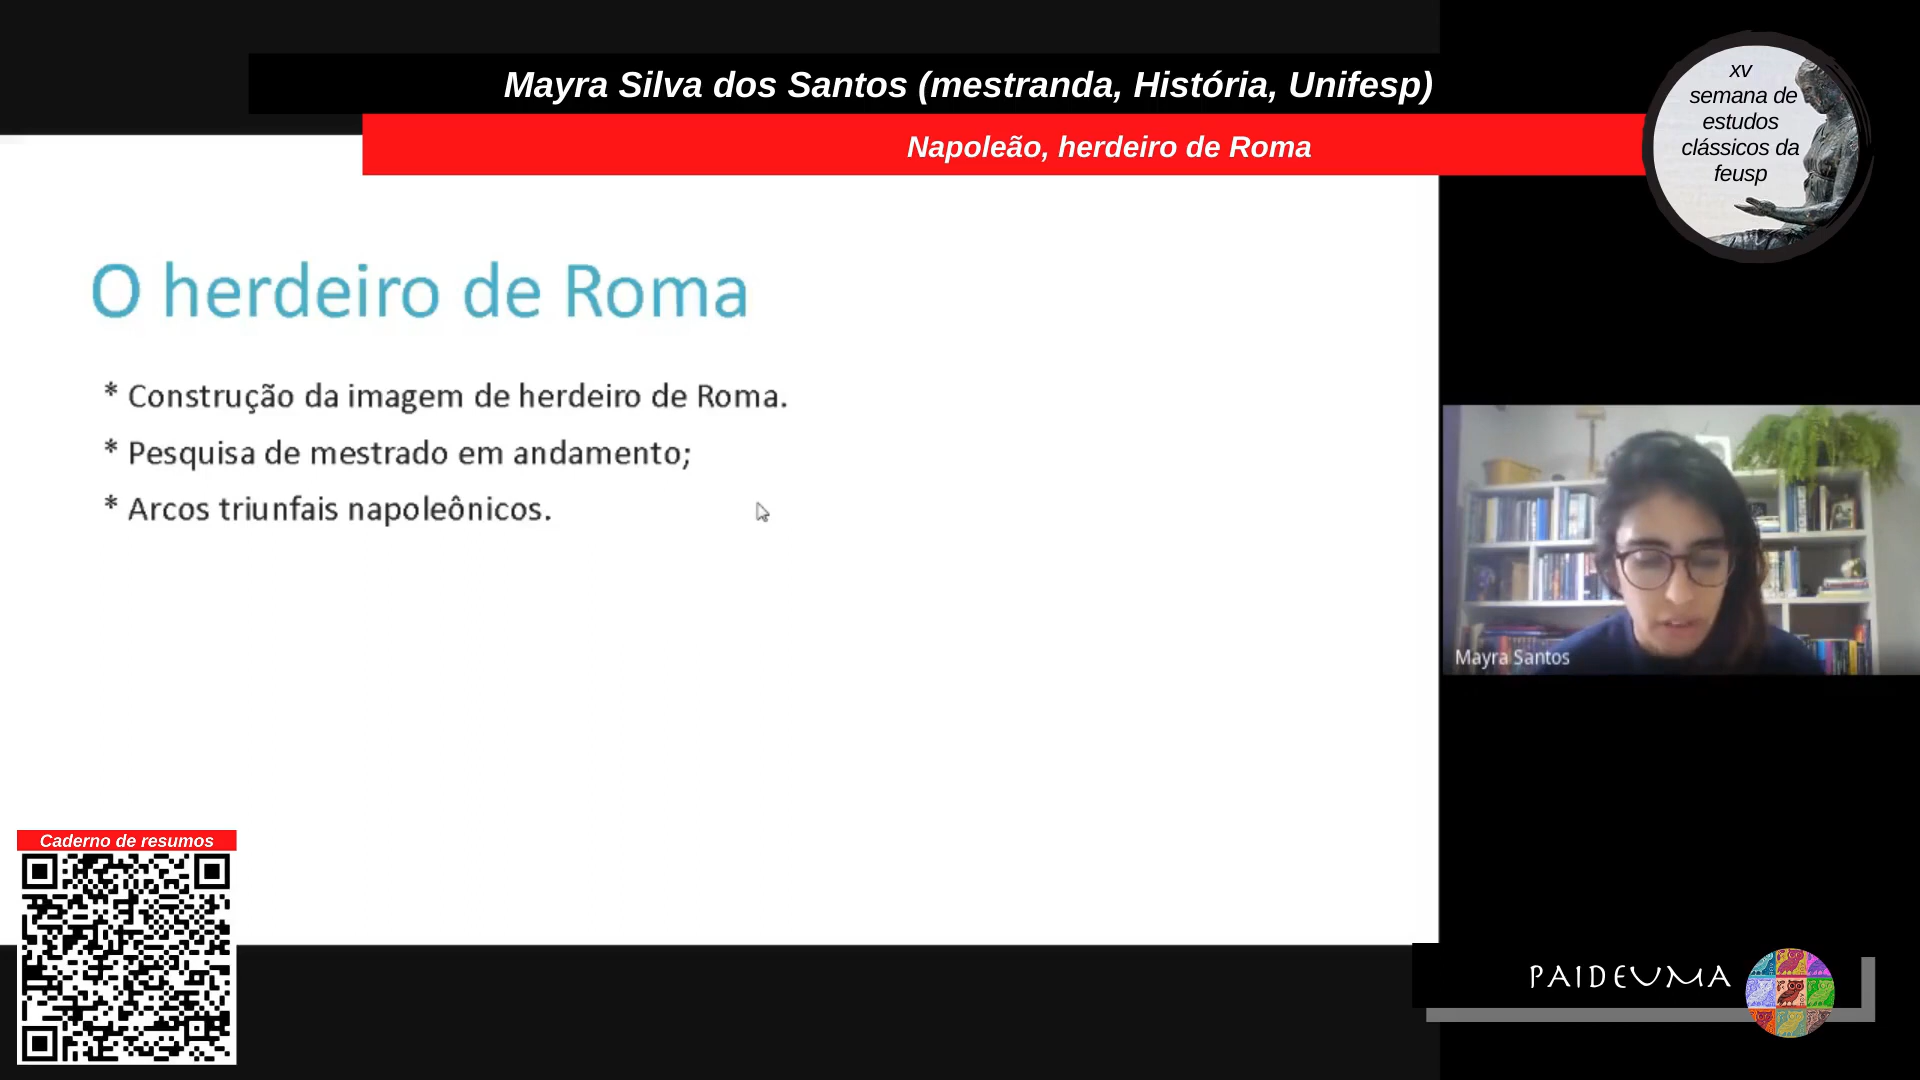 Mayra Silva dos Santos (mestranda, História, Unifesp)
Napoleão, herdeiro de Roma
xv
semana de
estudos
clássicos da
feusp
O herdeiro de Roma
* Construção da imagem de herdeiro de Roma.
* Pesquisa de mestrado em andamento;
* Arcos triunfais napoleônicos.
Mayra Santos
Caderno de resumos
PAIDEUMA